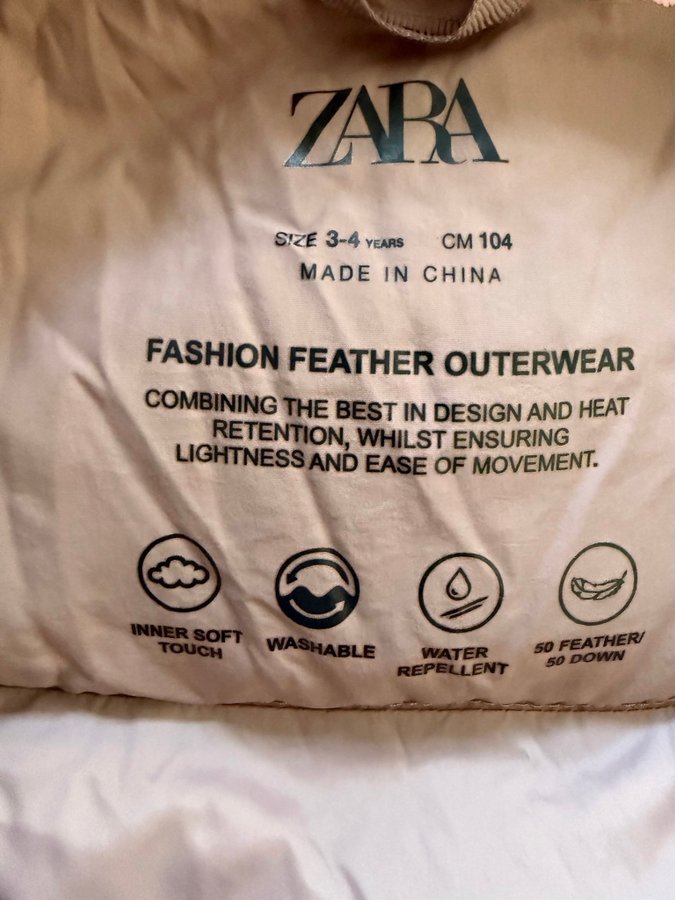 ZARA
SIZE 3-4 YEARS CM 104
MADE IN CHINA
FASHION FEATHER OUTERWEAR
COMBINING THE BEST IN DESIGN AND HEAT
RETENTION, WHILST ENSURING
LIGHTNESS AND EASE OF MOVEMENT.
INNER SOFT
TOUCH
WASHABLE
WATER
REPELLENT
50 FEATHER/
50 DOWN